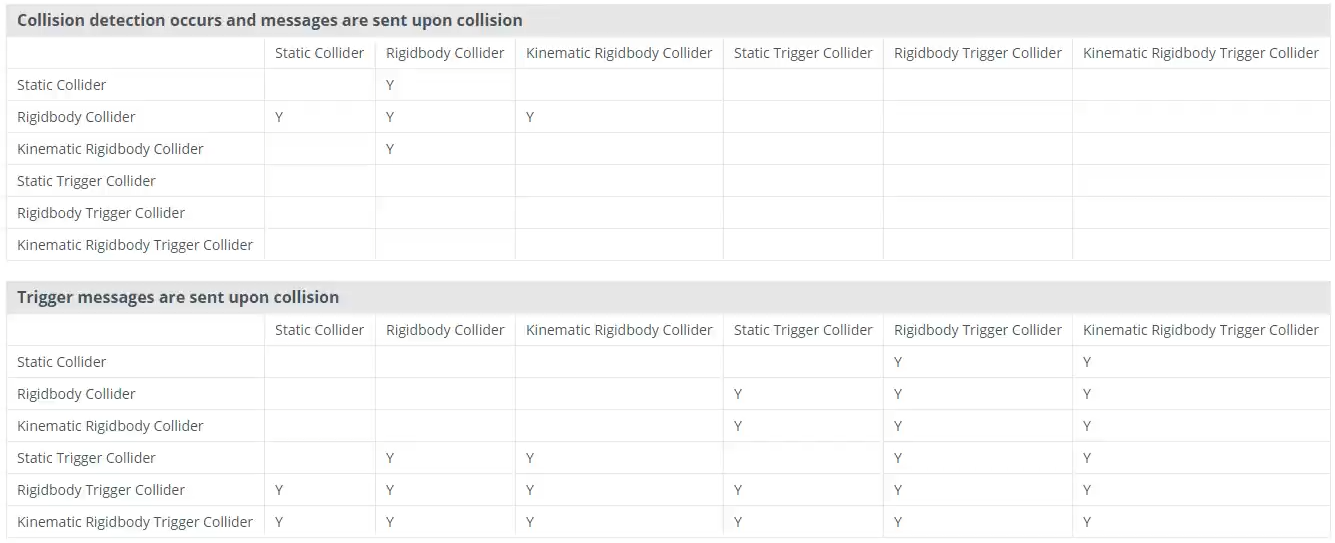 Collision detection occurs and messages are sent upon collision
Static Collider Rigidbody Collider Kinematic Rigidbody Collider Static Trigger Collider Rigidbody Trigger Collider Kinematic Rigidbody Trigger Collider
Static Collider Y
Rigidbody Collider Y Y Y
Kinematic Rigidbody Collider Y
Static Trigger Collider
Rigidbody Trigger Collider
Kinematic Rigidbody Trigger Collider
Trigger messages are sent upon collision
Static Collider Rigidbody Collider Kinematic Rigidbody Collider Static Trigger Collider Rigidbody Trigger Collider Kinematic Rigidbody Trigger Collider
Static Collider Y Y
Rigidbody Collider Y Y Y
Kinematic Rigidbody Collider Y Y Y
Static Trigger Collider Y Y Y Y
Rigidbody Trigger Collider Y Y Y Y Y Y
Kinematic Rigidbody Trigger Collider Y Y Y Y Y Y